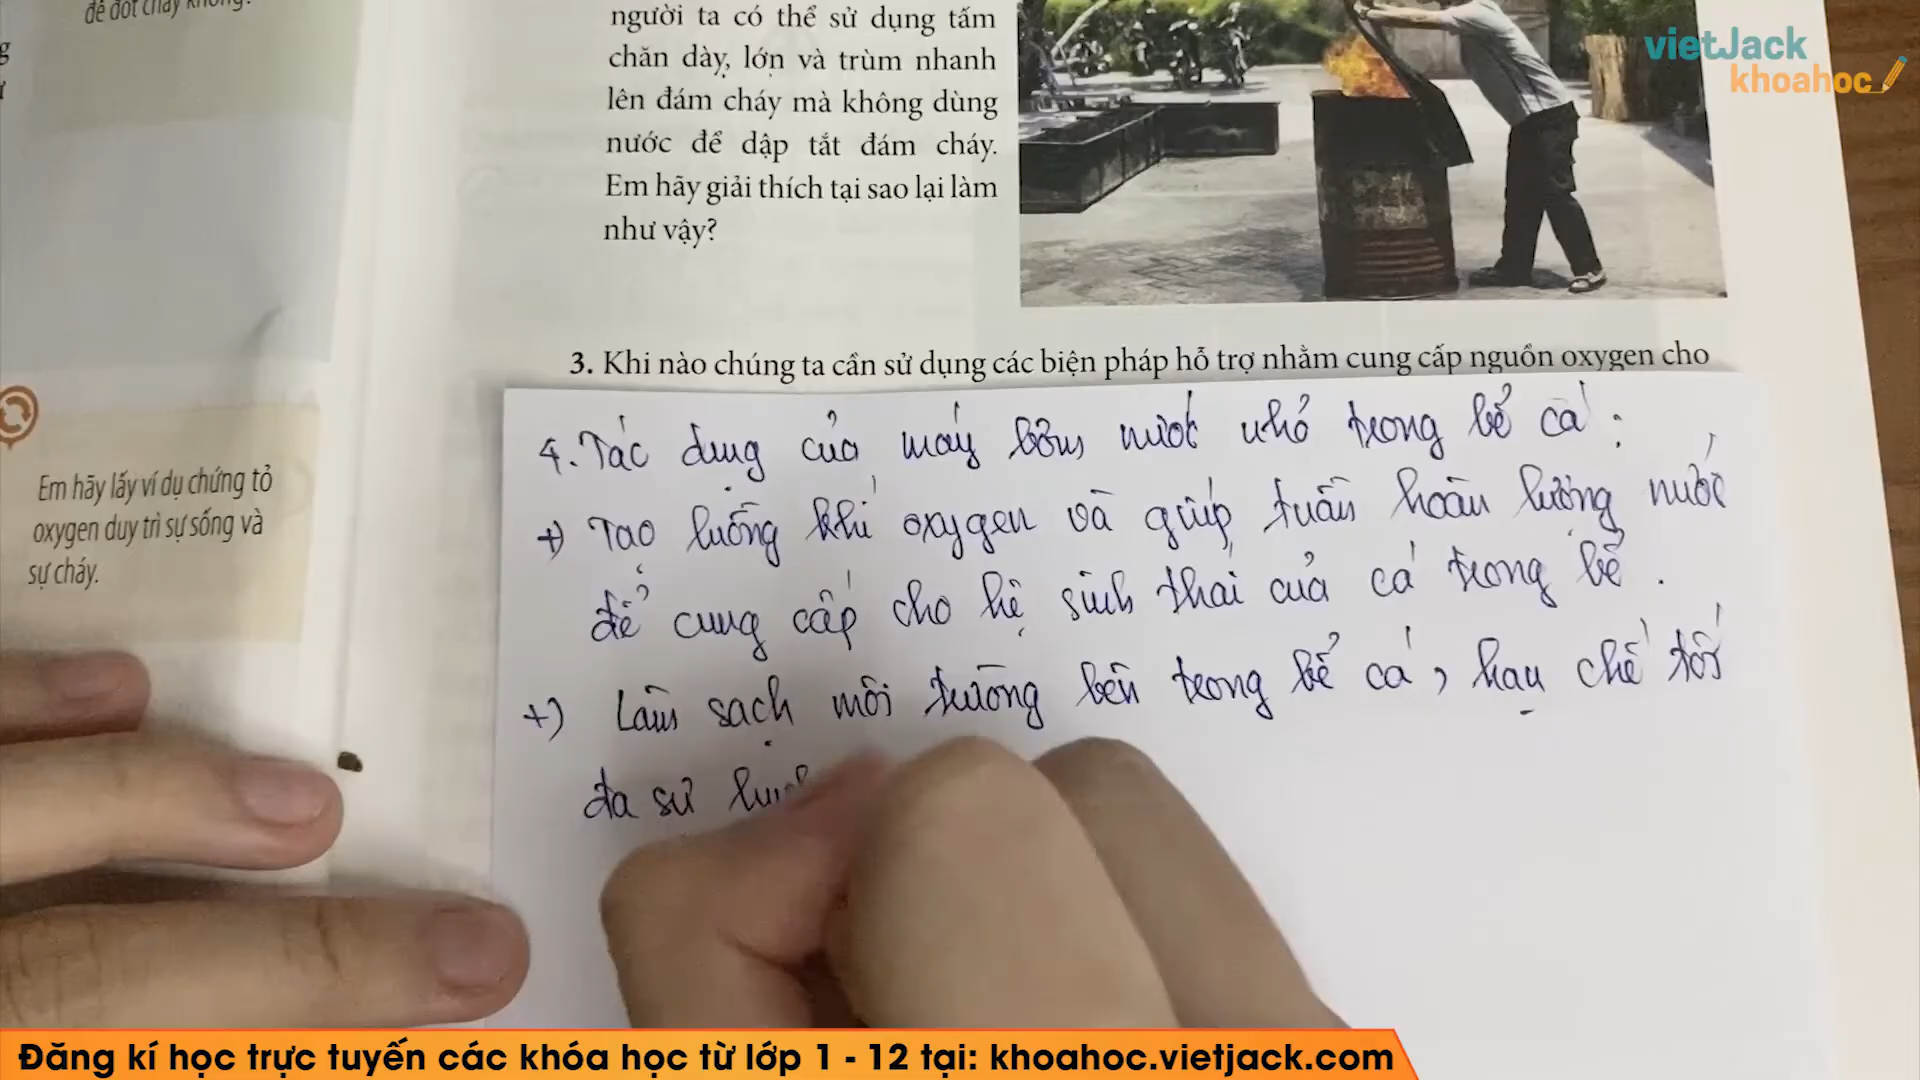 để đốt cháy không?
người ta có thể sử dụng tấm
chăn dày, lớn và trùm nhanh
lên đám cháy mà không dùng
nước để dập tắt đám cháy.
Em hãy giải thích tại sao lại làm
như vậy?
vietJack
khoahoc
3. Khi nào chúng ta cần sử dụng các biện pháp hỗ trợ nhằm cung cấp nguồn oxygen cho
Em hãy lấy ví dụ chứng tỏ
oxygen duy trì sự sống và
sự cháy.
4. Tác dụng của máy bơm nước nhỏ trong bể cá :
+) Tạo luồng khí oxygen và giúp tuần hoàn lượng nước
để cung cấp cho hệ sinh thái của cá trong bể .
+) Làm sạch môi trường bên trong bể cá , hạn chế tối
đa sự
Đăng kí học trực tuyến các khóa học từ lớp 1 - 12 tại: khoahoc.vietjack.com